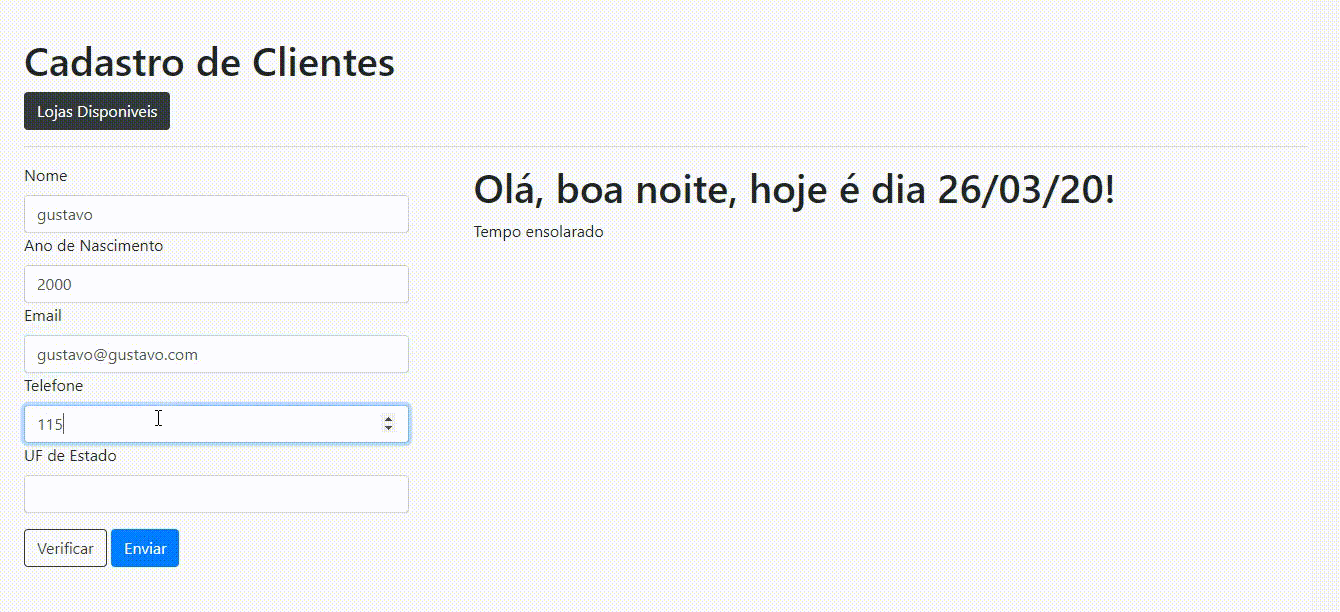 Cadastro de Clientes
Lojas Disponiveis
Nome
gustavo
Ano de Nascimento
2000
Email
gustavo@gustavo.com
Telefone
115
UF de Estado
Verificar
Enviar
Olá, boa noite, hoje é dia 26/03/20!
Tempo ensolarado